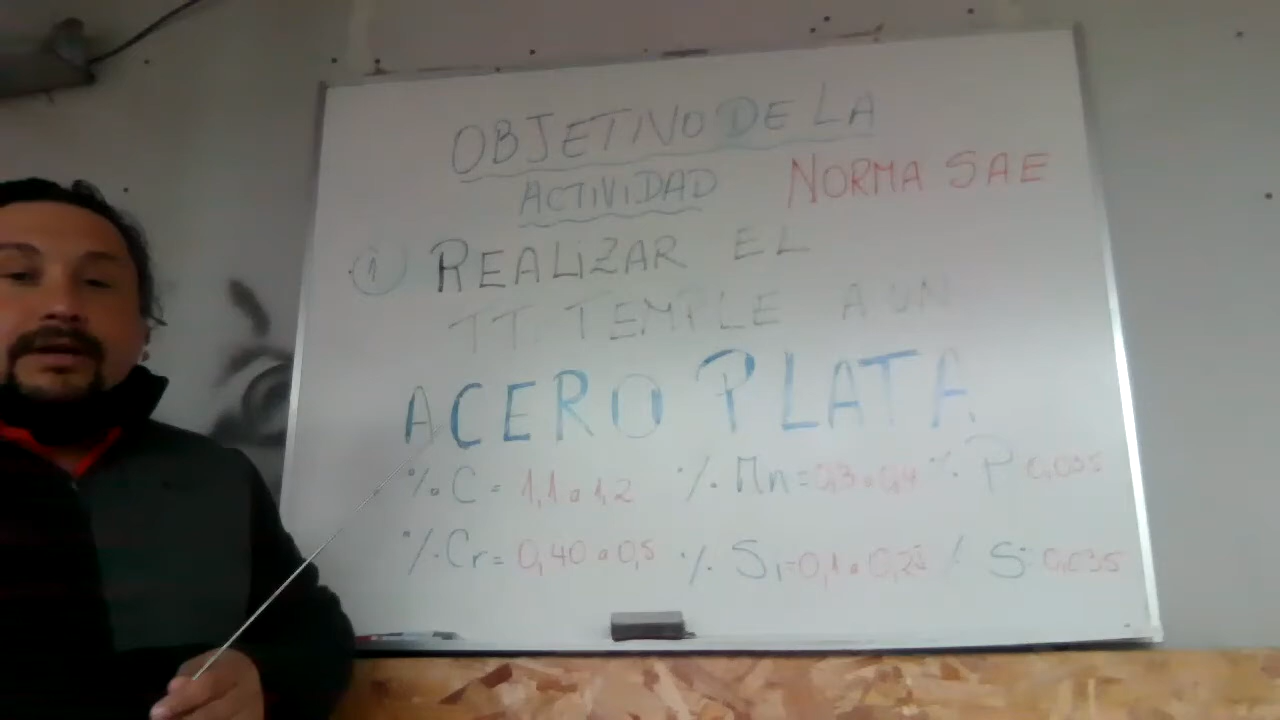 OBJETIVO DE LA
ACTIVIDAD NORMA SAE
1 REALIZAR EL
TT. TEMPLE A UN
ACERO PLATA
%. C = 1,1 a 1,2 %. Mn = 0,3 a 0,4 %. P 0,035
%. Cr = 0,40 a 0,5 %. Si = 0,1 a 0,25 / S 0,035